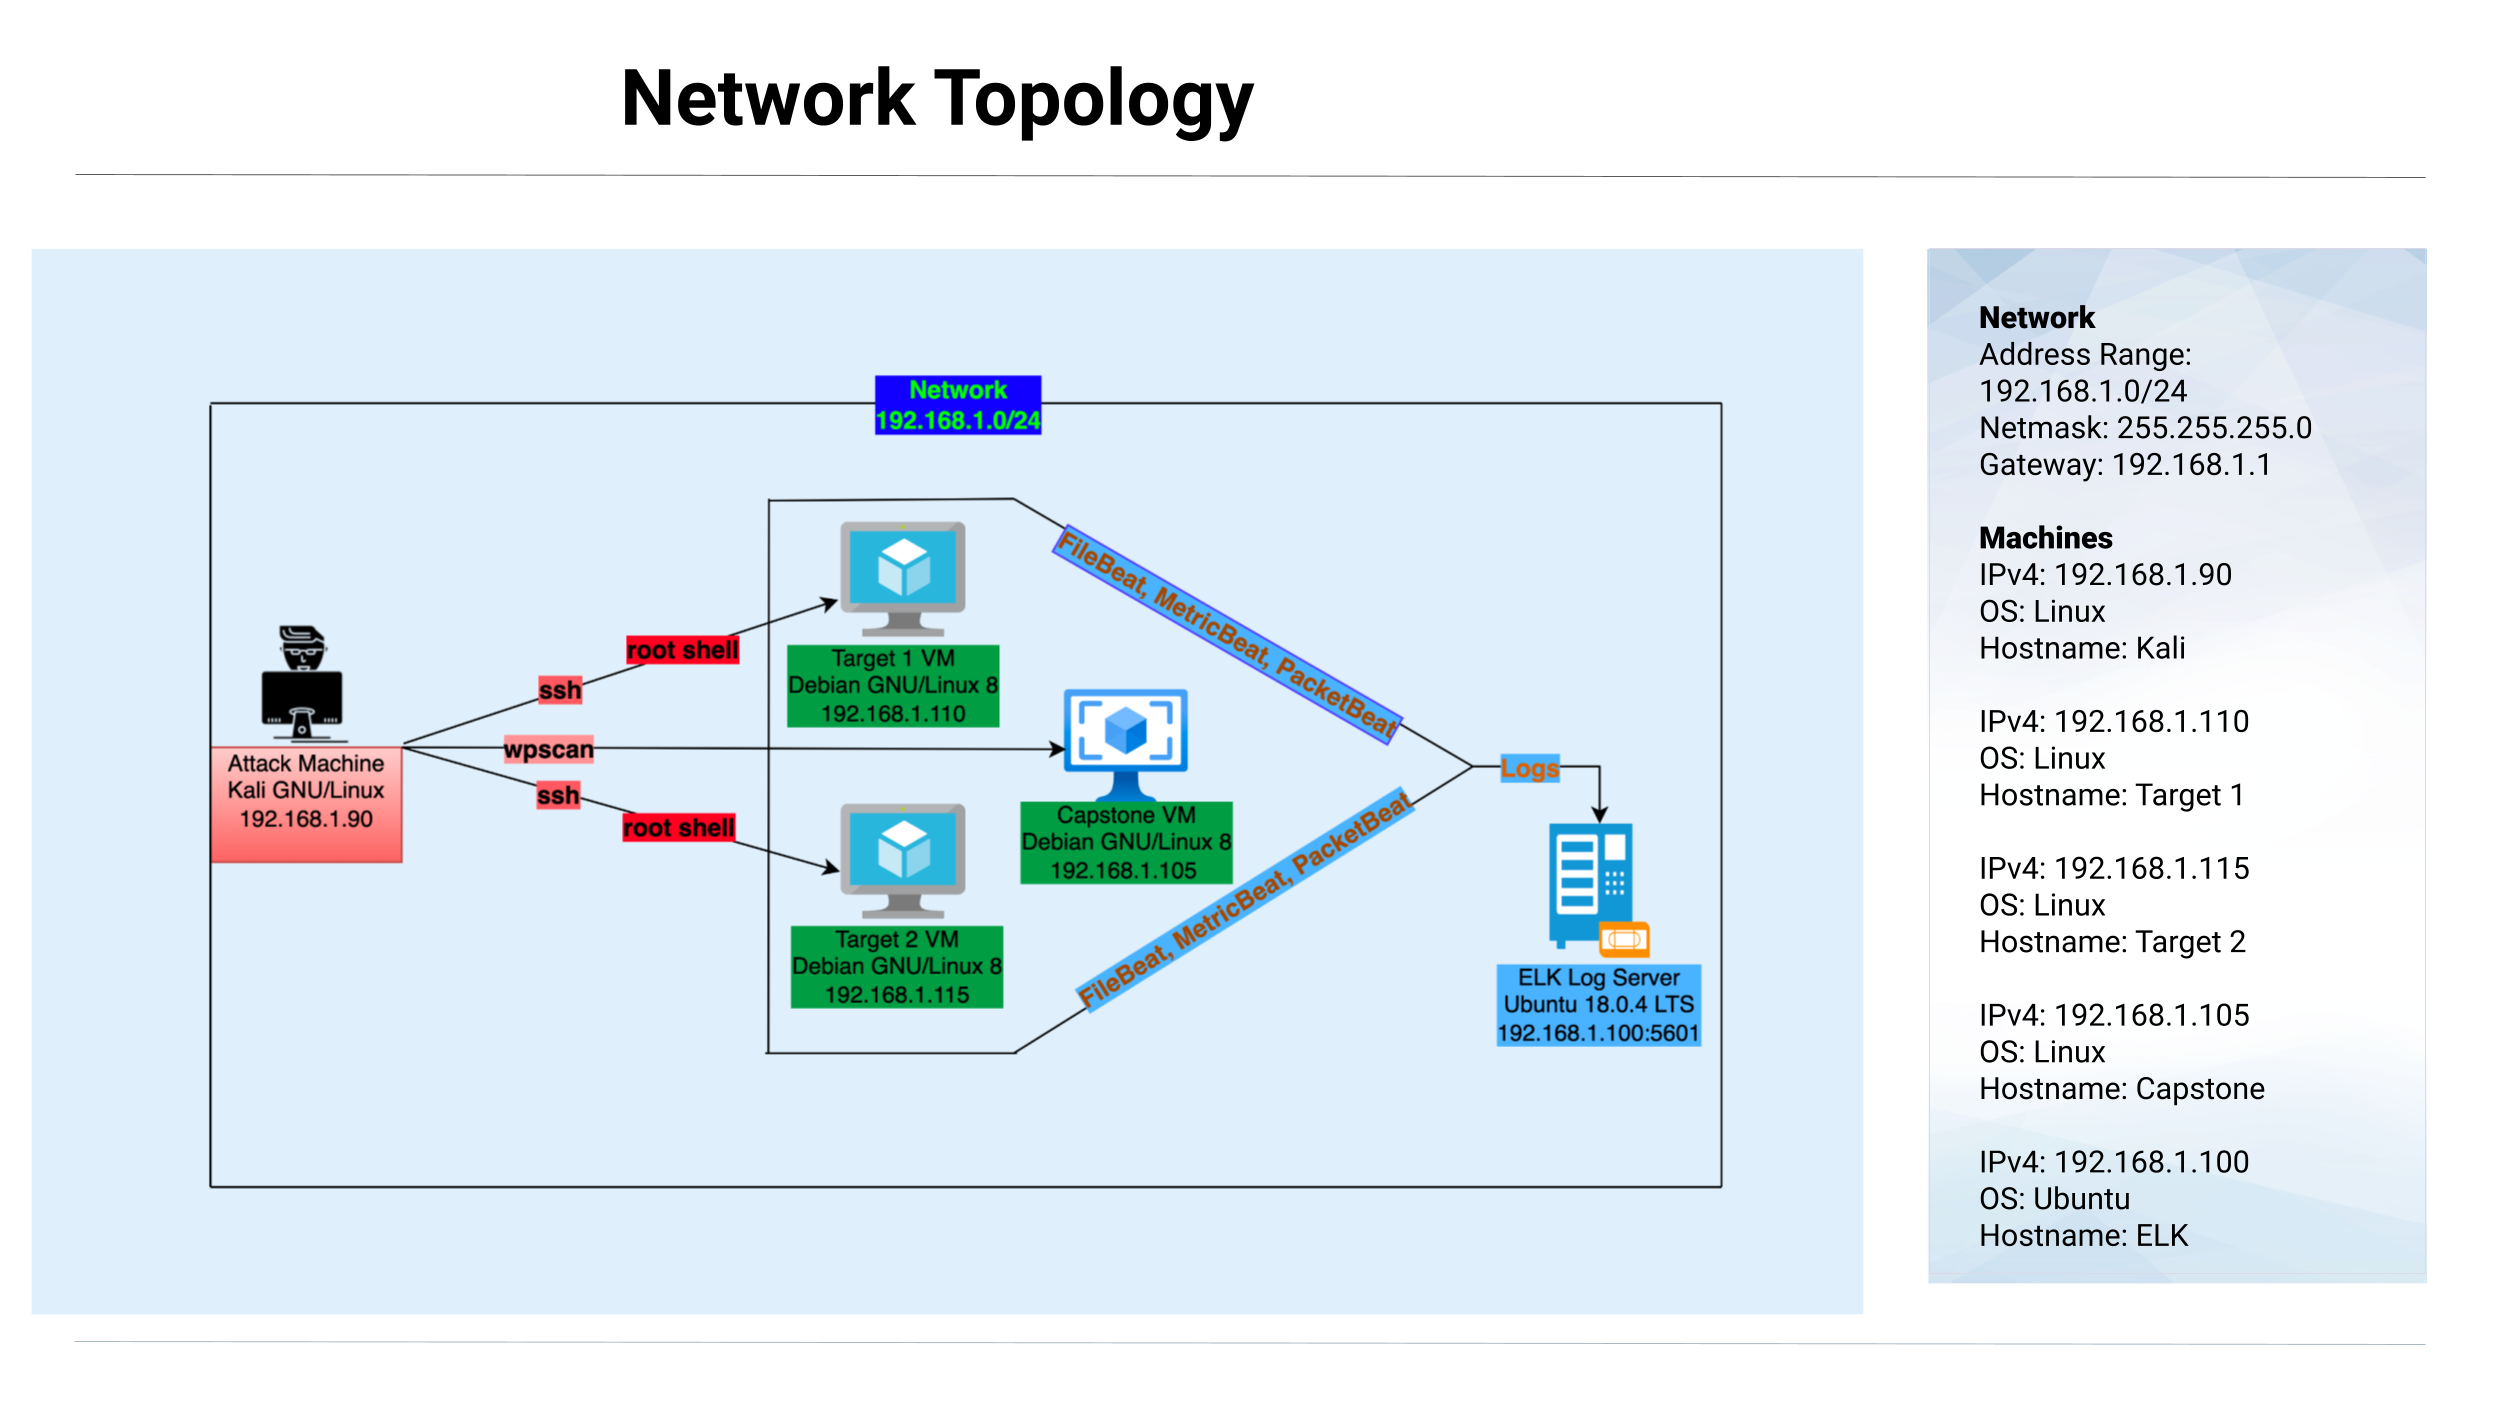 Network Topology
Network
192.168.1.0/24
root shell
ssh
wpscan
ssh
root shell
Attack Machine
Kali GNU/Linux
192.168.1.90
Target 1 VM
Debian GNU/Linux 8
192.168.1.110
Capstone VM
Debian GNU/Linux 8
192.168.1.105
Target 2 VM
Debian GNU/Linux 8
192.168.1.115
FileBeat, MetricBeat, PacketBeat
FileBeat, MetricBeat, PacketBeat
Logs
ELK Log Server
Ubuntu 18.0.4 LTS
192.168.1.100:5601
Network
Address Range:
192.168.1.0/24
Netmask: 255.255.255.0
Gateway: 192.168.1.1
Machines
IPv4: 192.168.1.90
OS: Linux
Hostname: Kali
IPv4: 192.168.1.110
OS: Linux
Hostname: Target 1
IPv4: 192.168.1.115
OS: Linux
Hostname: Target 2
IPv4: 192.168.1.105
OS: Linux
Hostname: Capstone
IPv4: 192.168.1.100
OS: Ubuntu
Hostname: ELK